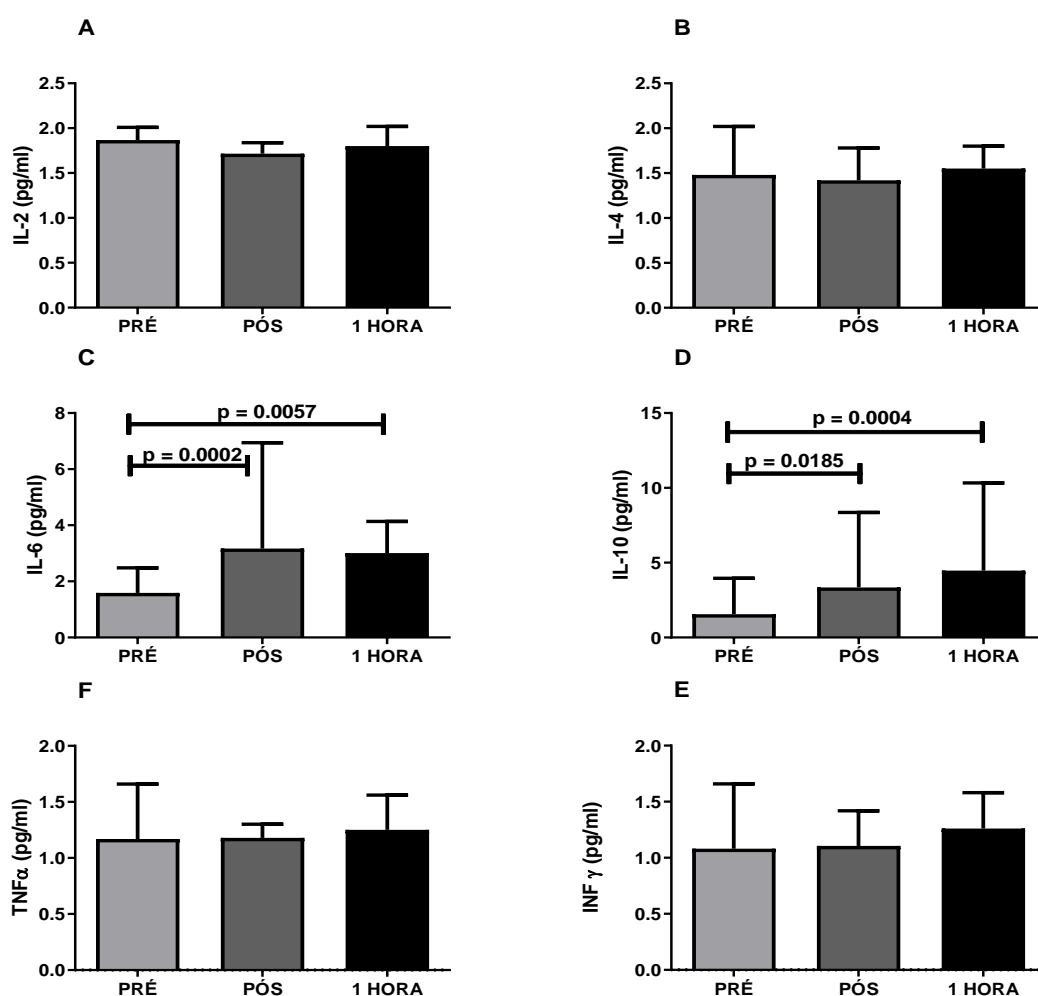 A
IL-2 (pg/ml)
2.5
2.0
1.5
1.0
0.5
0.0
PRÉ PÓS 1 HORA
B
IL-4 (pg/ml)
2.5
2.0
1.5
1.0
0.5
0.0
PRÉ PÓS 1 HORA
C
IL-6 (pg/ml)
8
6
4
2
0
p = 0.0057
p = 0.0002
PRÉ PÓS 1 HORA
D
IL-10 (pg/ml)
15
10
5
0
p = 0.0004
p = 0.0185
PRÉ PÓS 1 HORA
F
TNFα (pg/ml)
2.0
1.5
1.0
0.5
0.0
PRÉ PÓS 1 HORA
E
INF γ (pg/ml)
2.0
1.5
1.0
0.5
0.0
PRÉ PÓS 1 HORA